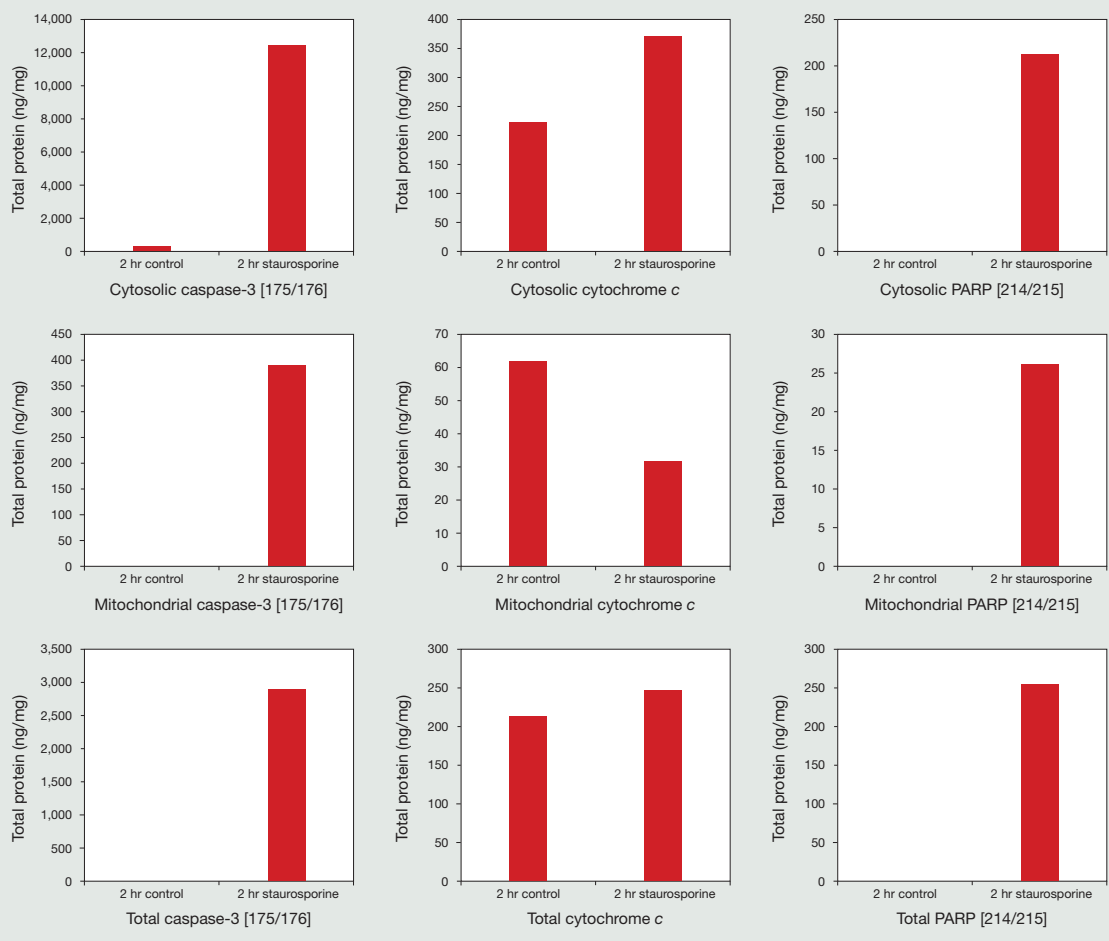 Total protein (ng/mg)
14,000
12,000
10,000
8,000
6,000
4,000
2,000
0
2 hr control 2 hr staurosporine
Cytosolic caspase-3 [175/176]
Total protein (ng/mg)
400
350
300
250
200
150
100
50
0
2 hr control 2 hr staurosporine
Cytosolic cytochrome c
Total protein (ng/mg)
250
200
150
100
50
0
2 hr control 2 hr staurosporine
Cytosolic PARP [214/215]
Total protein (ng/mg)
450
400
350
300
250
200
150
100
50
0
2 hr control 2 hr staurosporine
Mitochondrial caspase-3 [175/176]
Total protein (ng/mg)
70
60
50
40
30
20
10
0
2 hr control 2 hr staurosporine
Mitochondrial cytochrome c
Total protein (ng/mg)
30
25
20
15
10
5
0
2 hr control 2 hr staurosporine
Mitochondrial PARP [214/215]
Total protein (ng/mg)
3,500
3,000
2,500
2,000
1,500
1,000
500
0
2 hr control 2 hr staurosporine
Total caspase-3 [175/176]
Total protein (ng/mg)
300
250
200
150
100
50
0
2 hr control 2 hr staurosporine
Total cytochrome c
Total protein (ng/mg)
300
250
200
150
100
50
0
2 hr control 2 hr staurosporine
Total PARP [214/215]